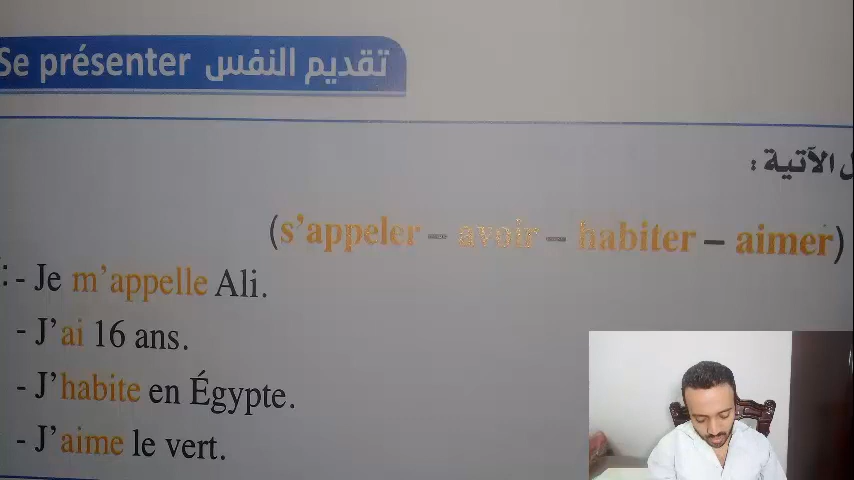 Se présenter تقديم النفس
ل الآتية :
(s'appeler – avoir – habiter – aimer)
: - Je m'appelle Ali.
- J'ai 16 ans.
- J'habite en Égypte.
- J'aime le vert.